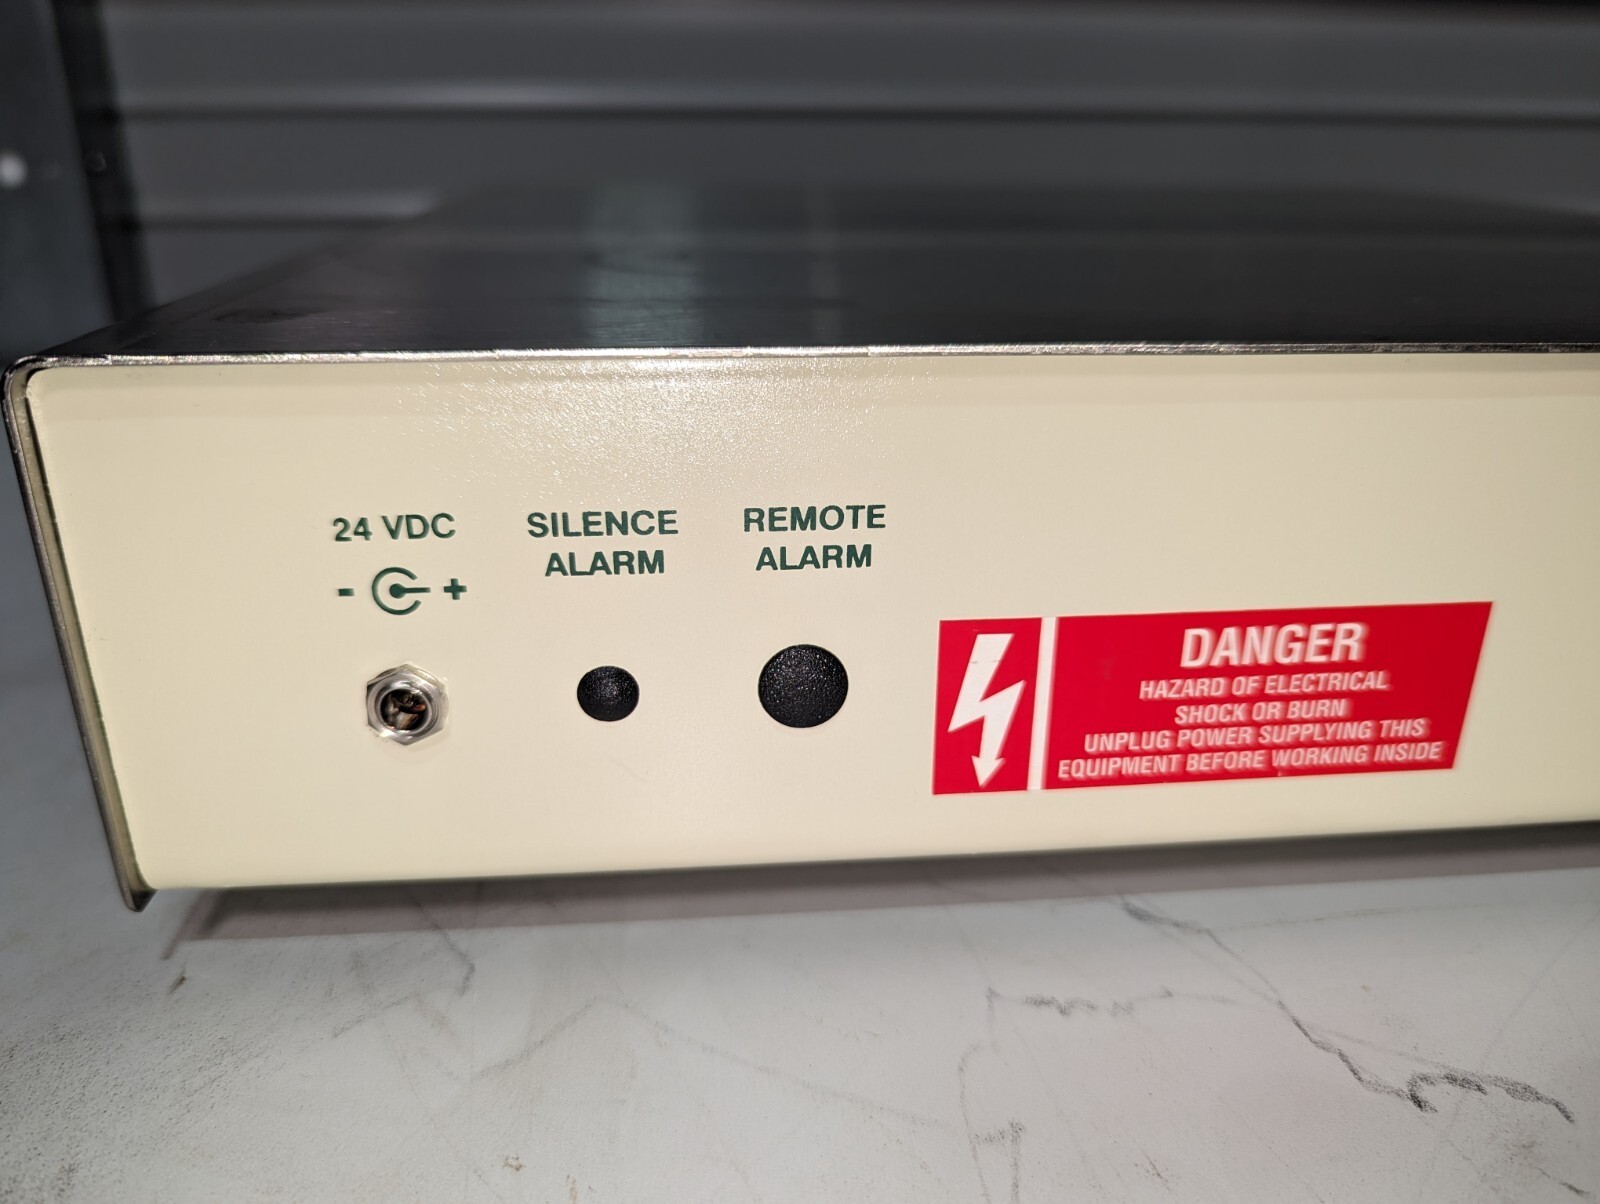 24 VDC
- +
SILENCE
ALARM
REMOTE
ALARM
DANGER
HAZARD OF ELECTRICAL
SHOCK OR BURN
UNPLUG POWER SUPPLYING THIS
EQUIPMENT BEFORE WORKING INSIDE